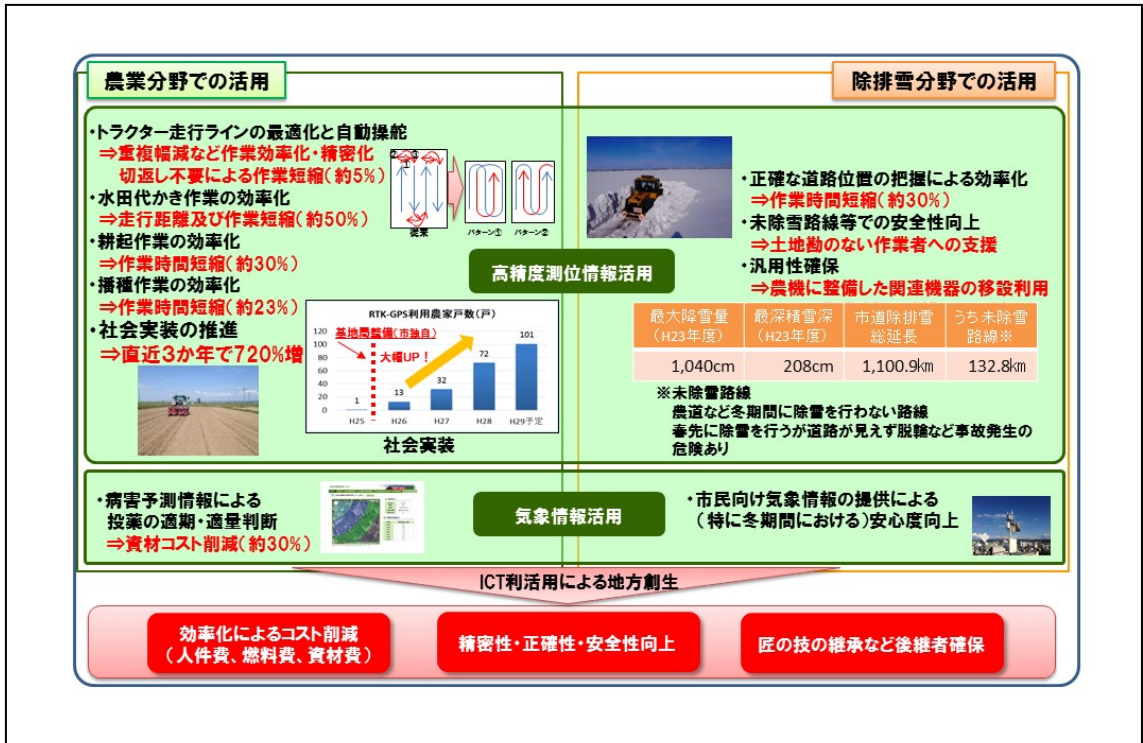 農業分野での活用
除排雪分野での活用
・トラクター走行ラインの最適化と自動操舵
⇒重複幅減など作業効率化・精密化
切返し不要による作業短縮(約5%)
・水田代かき作業の効率化
⇒走行距離及び作業短縮(約50%)
・耕起作業の効率化
⇒作業時間短縮(約30%)
・播種作業の効率化
⇒作業時間短縮(約23%)
・社会実装の推進
⇒直近3か年で720%増
従来
パターン①
パターン②
高精度測位情報活用
RTK-GPS利用農家戸数(戸)
基地局整備(市独自)
大幅UP!
120
100
80
60
40
20
0
1
13
32
72
101
H25
H26
H27
H28
H29予定
社会実装
・正確な道路位置の把握による効率化
⇒作業時間短縮(約30%)
・未除雪路線等での安全性向上
⇒土地勘のない作業者への支援
・汎用性確保
⇒農機に整備した関連機器の移設利用
最大降雪量
(H23年度)
最深積雪深
(H23年度)
市道除排雪
総延長
うち未除雪
路線※
1,040cm 208cm 1,100.9km 132.8km
※未除雪路線
農道など冬期間に除雪を行わない路線
春先に除雪を行うが道路が見えず脱輪など事故発生の
危険あり
・病害予測情報による
投薬の適期・適量判断
⇒資材コスト削減(約30%)
気象情報活用
・市民向け気象情報の提供による
(特に冬期間における)安心度向上
ICT利活用による地方創生
効率化によるコスト削減
(人件費、燃料費、資材費)
精密性・正確性・安全性向上
匠の技の継承など後継者確保